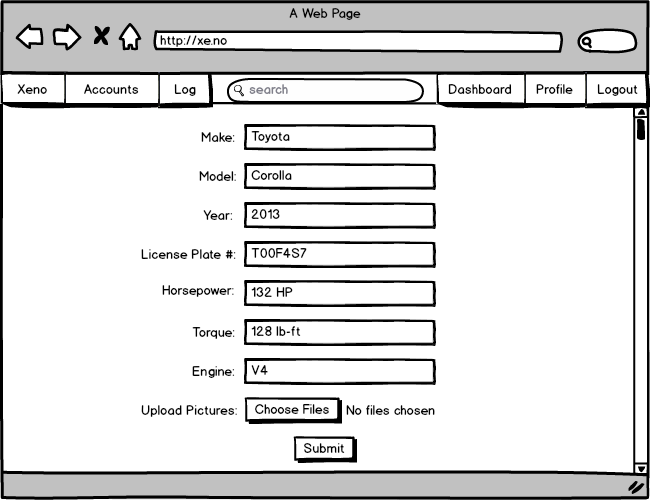 A Web Page
http://xe.no
Xeno Accounts Log search Dashboard Profile Logout
Make: Toyota
Model: Corolla
Year: 2013
License Plate #: T00F4S7
Horsepower: 132 HP
Torque: 128 lb-ft
Engine: V4
Upload Pictures: Choose Files No files chosen
Submit